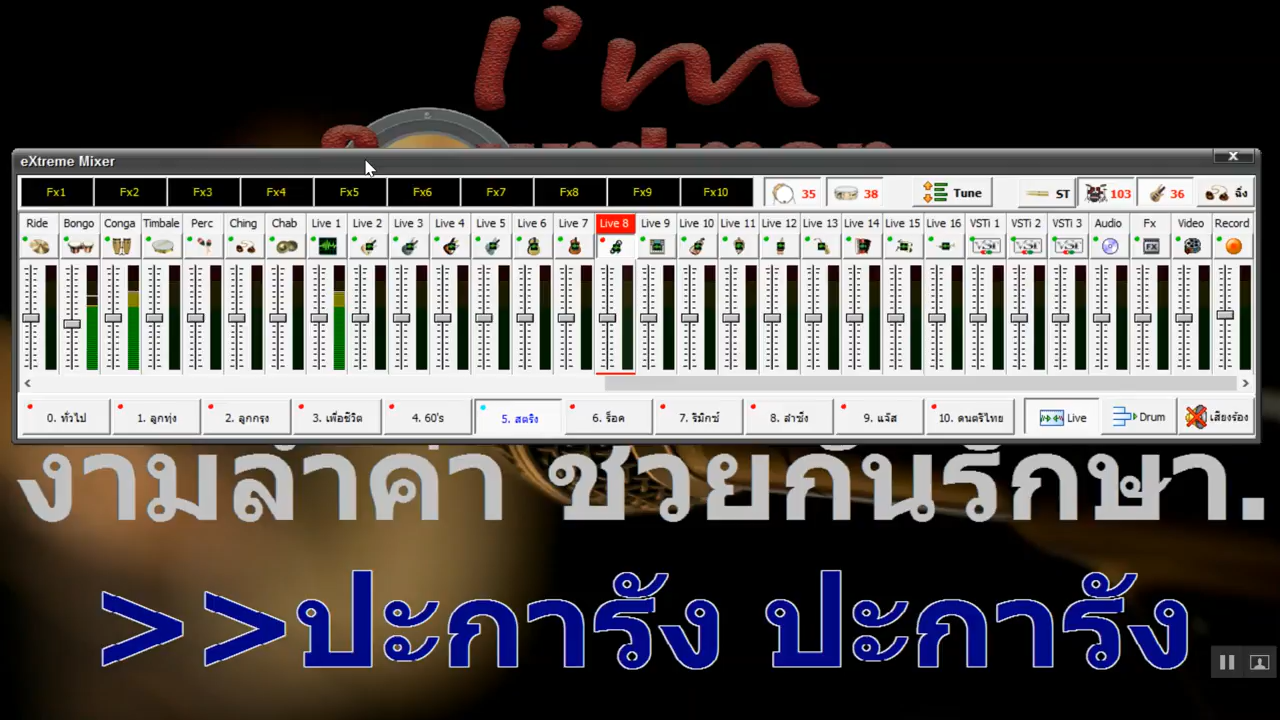 I'm
eXtreme Mixer
Fx1 Fx2 Fx3 Fx4 Fx5 Fx6 Fx7 Fx8 Fx9 Fx10 35 38 Tune ST 103 36 ฉิ่ง
Ride Bongo Conga Timbale Perc Ching Chab Live 1 Live 2 Live 3 Live 4 Live 5 Live 6 Live 7 Live 8 Live 9 Live 10 Live 11 Live 12 Live 13 Live 14 Live 15 Live 16 VSTi 1 VSTi 2 VSTi 3 Audio Fx Video Record
0. ทั่วไป 1. ลูกทุ่ง 2. ลูกกรุง 3. เพื่อชีวิต 4. 60's 5. สตริง 6. ร็อค 7. ริมิกซ์ 8. ลำซิ่ง 9. แจ๊ส 10. ดนตรีไทย Live Drum เสียงร้อง
งามล้ำค่า ช่วยกันรักษา.
>>ปะการัง ปะการัง